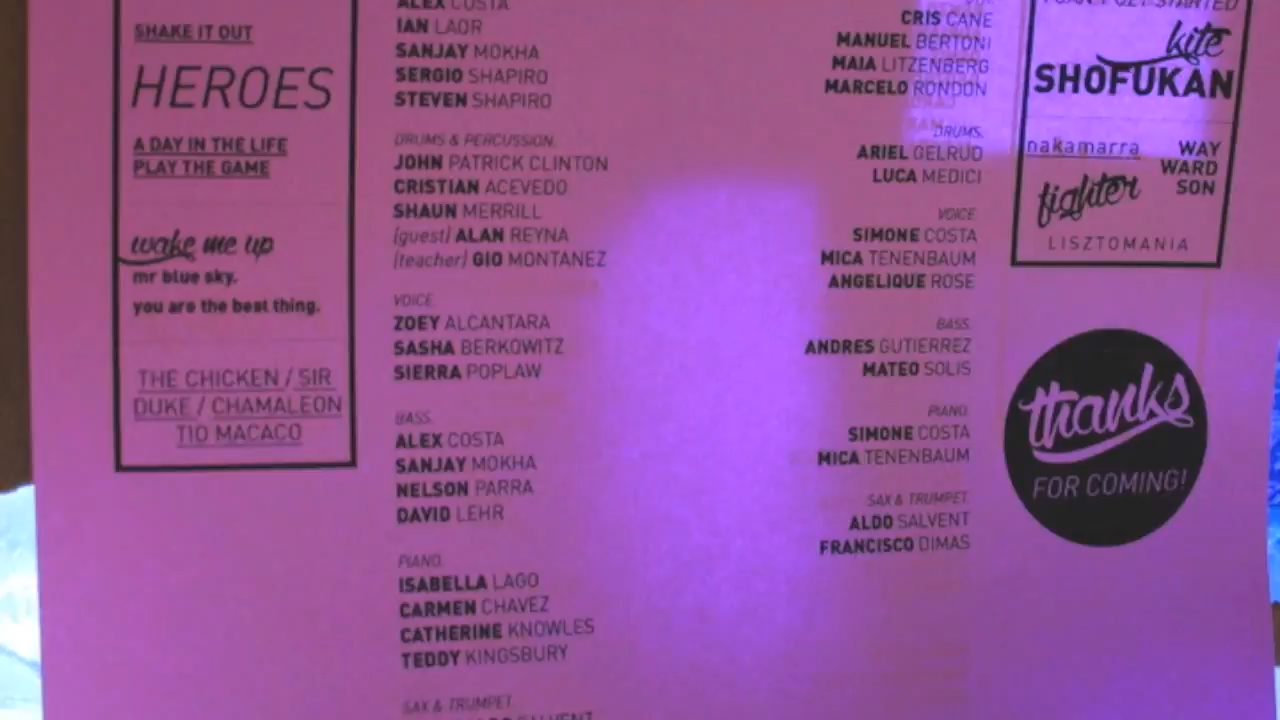 SHAKE IT OUT
HEROES
A DAY IN THE LIFE
PLAY THE GAME
wake me up
mr blue sky.
you are the best thing.
THE CHICKEN / SIR
DUKE / CHAMALEON
TIO MACACO
ALEX COSTA
IAN LAOR
SANJAY MOKHA
SERGIO SHAPIRO
STEVEN SHAPIRO
DRUMS & PERCUSSION.
JOHN PATRICK CLINTON
CRISTIAN ACEVEDO
SHAUN MERRILL
(guest) ALAN REYNA
(teacher) GIO MONTANEZ
VOICE.
ZOEY ALCANTARA
SASHA BERKOWITZ
SIERRA POPLAW
BASS.
ALEX COSTA
SANJAY MOKHA
NELSON PARRA
DAVID LEHR
PIANO.
ISABELLA LAGO
CARMEN CHAVEZ
CATHERINE KNOWLES
TEDDY KINGSBURY
SAX & TRUMPET.
SALVENT
CRIS CANE
MANUEL BERTONI
MAIA LITZENBERG
MARCELO RONDON
DRUMS.
ARIEL GELRUD
LUCA MEDICI
VOICE.
SIMONE COSTA
MICA TENENBAUM
ANGELIQUE ROSE
BASS.
ANDRES GUTIERREZ
MATEO SOLIS
PIANO.
SIMONE COSTA
MICA TENENBAUM
SAX & TRUMPET.
ALDO SALVENT
FRANCISCO DIMAS
I CAN'T GET STARTED
kite
SHOFUKAN
nakamarra
WAY
WARD
SON
fighter
LISZTOMANIA
thanks
FOR COMING!